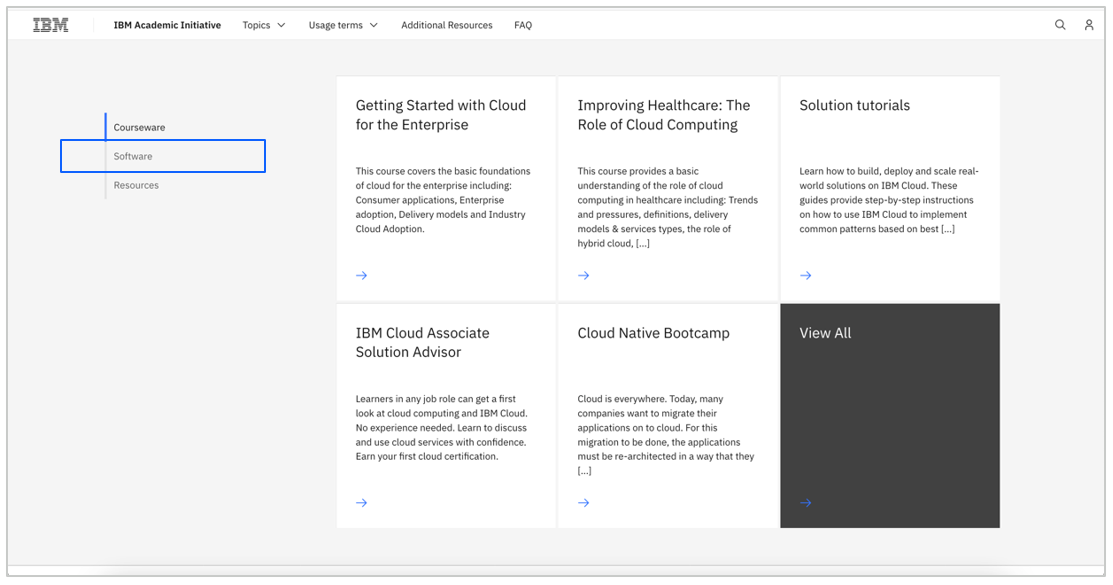 IBM IBM Academic Initiative Topics Usage terms Additional Resources FAQ
Courseware
Software
Resources
Getting Started with Cloud
for the Enterprise
This course covers the basic foundations
of cloud for the enterprise including:
Consumer applications, Enterprise
adoption, Delivery models and Industry
Cloud Adoption.
Improving Healthcare: The
Role of Cloud Computing
This course provides a basic
understanding of the role of cloud
computing in healthcare including: Trends
and pressures, definitions, delivery
models & services types, the role of
hybrid cloud, […]
Solution tutorials
Learn how to build, deploy and scale real-
world solutions on IBM Cloud. These
guides provide step-by-step instructions
on how to use IBM Cloud to implement
common patterns based on best […]
IBM Cloud Associate
Solution Advisor
Learners in any job role can get a first
look at cloud computing and IBM Cloud.
No experience needed. Learn to discuss
and use cloud services with confidence.
Earn your first cloud certification.
Cloud Native Bootcamp
Cloud is everywhere. Today, many
companies want to migrate their
applications on to cloud. For this
migration to be done, the applications
must be re-architected in a way that they
[…]
View All